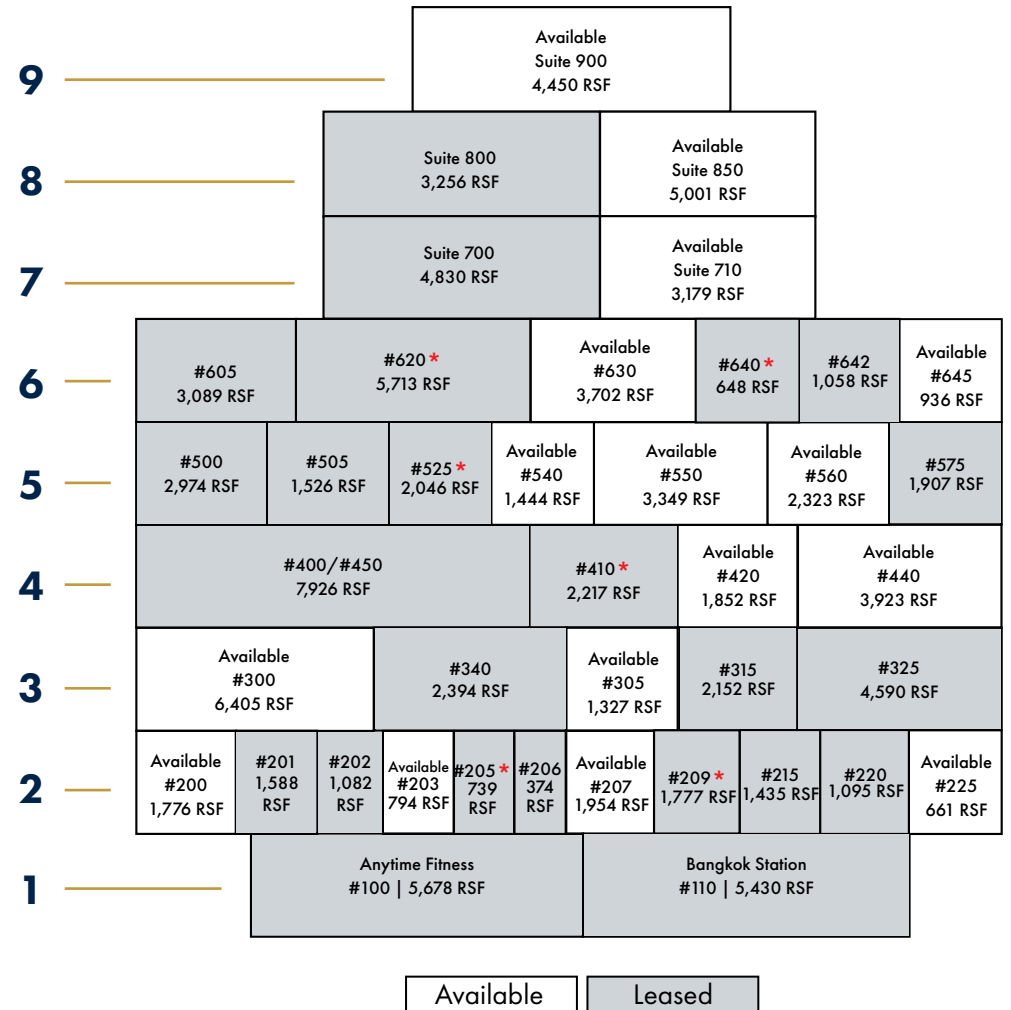 9
Available
Suite 900
4,450 RSF
8
Suite 800
3,256 RSF
Available
Suite 850
5,001 RSF
7
Suite 700
4,830 RSF
Available
Suite 710
3,179 RSF
6
#605
3,089 RSF
#620 *
5,713 RSF
Available
#630
3,702 RSF
#640 *
648 RSF
#642
1,058 RSF
Available
#645
936 RSF
5
#500
2,974 RSF
#505
1,526 RSF
#525 *
2,046 RSF
Available
#540
1,444 RSF
Available
#550
3,349 RSF
Available
#560
2,323 RSF
#575
1,907 RSF
4
#400/#450
7,926 RSF
#410 *
2,217 RSF
Available
#420
1,852 RSF
Available
#440
3,923 RSF
3
Available
#300
6,405 RSF
#340
2,394 RSF
Available
#305
1,327 RSF
#315
2,152 RSF
#325
4,590 RSF
2
Available
#200
1,776 RSF
#201
1,588
RSF
#202
1,082
RSF
Available
#203
794 RSF
#205 *
739
RSF
#206
374
RSF
Available
#207
1,954 RSF
#209 *
1,777 RSF
#215
1,435 RSF
#220
1,095 RSF
Available
#225
661 RSF
1
Anytime Fitness
#100 | 5,678 RSF
Bangkok Station
#110 | 5,430 RSF
Available
Leased